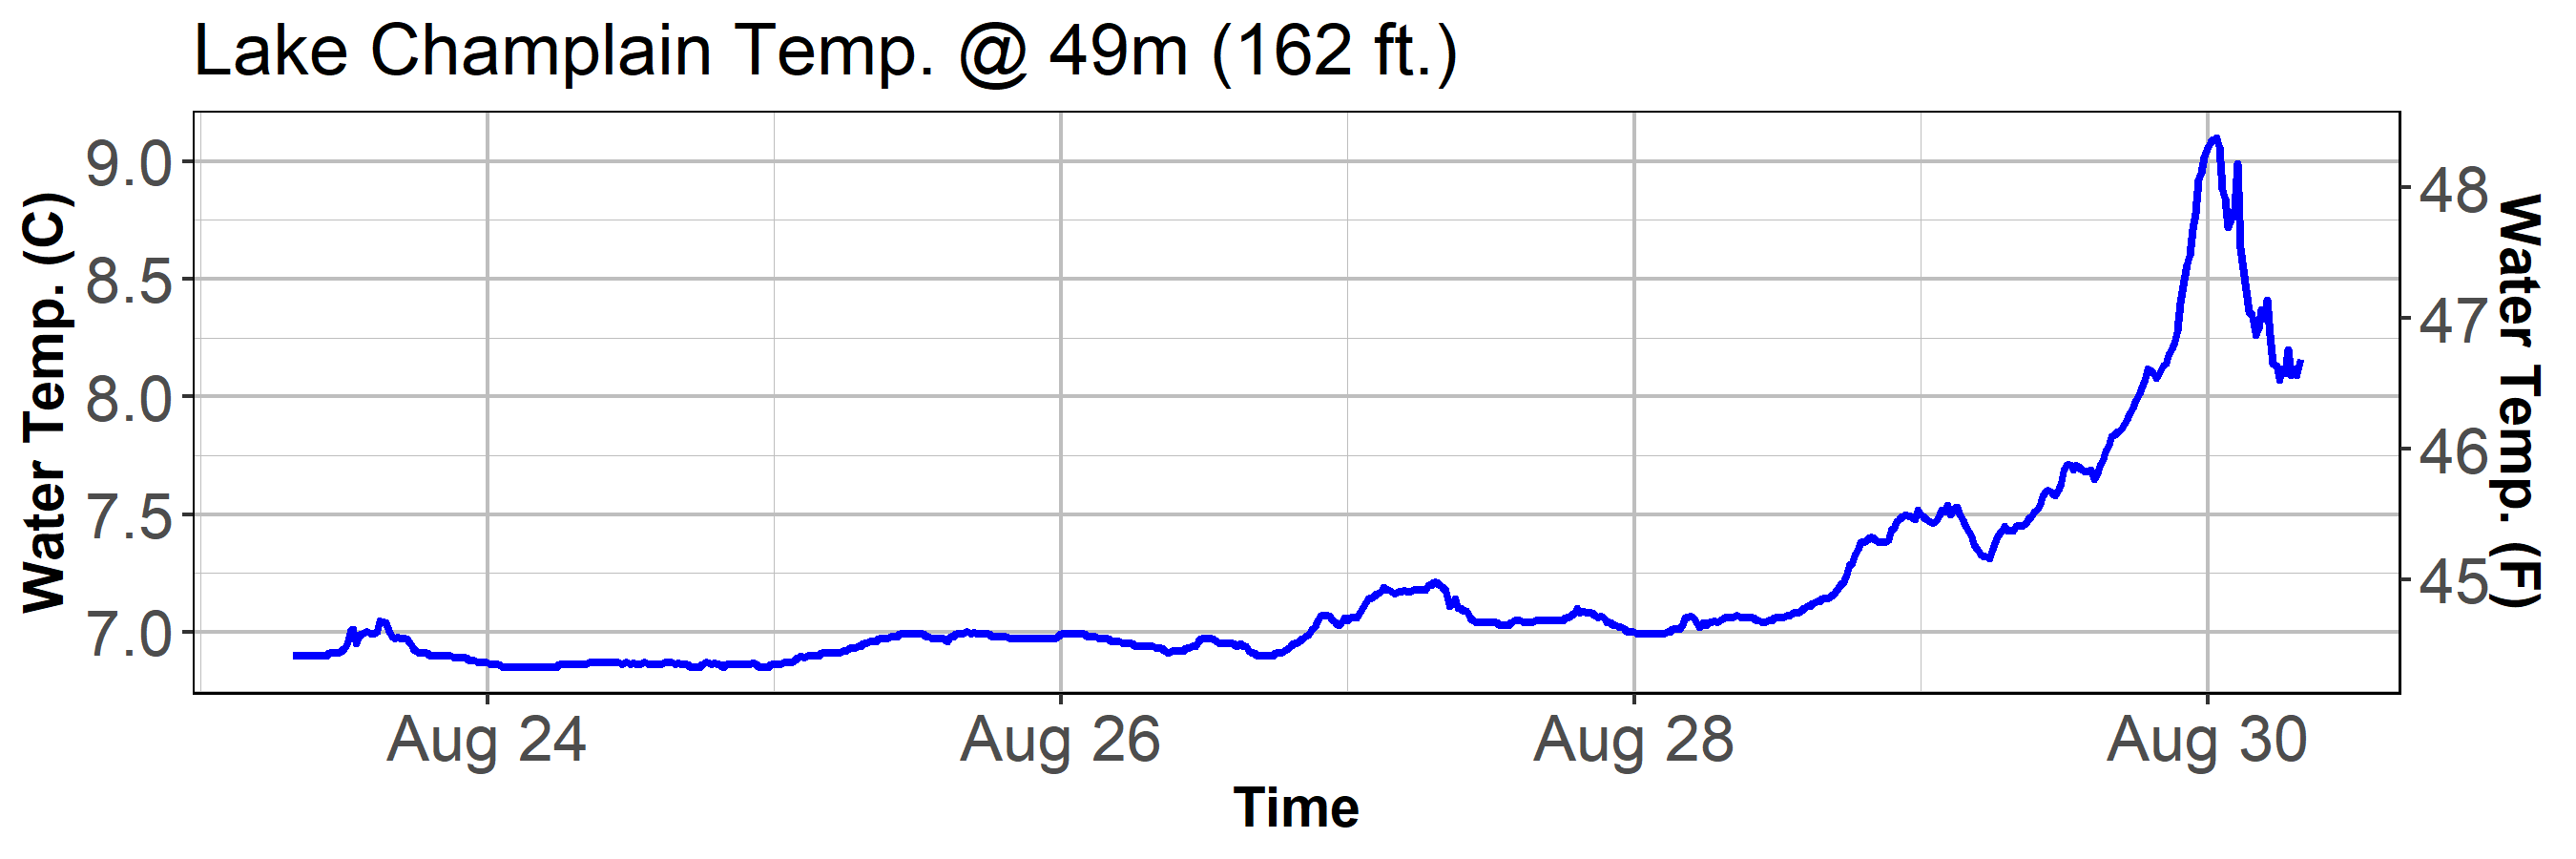 Lake Champlain Temp. @ 49m (162 ft.)
Water Temp. (C)
9.0
8.5
8.0
7.5
7.0
48
47
46
45
Water Temp. (F)
Aug 24
Aug 26
Aug 28
Aug 30
Time